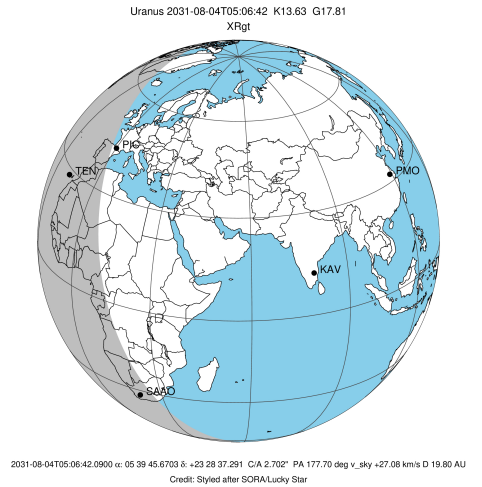 Uranus 2031-08-04T05:06:42 K13.63 G17.81
XRgt
PIC
TEN
PMO
KAV
SAAO
2031-08-04T05:06:42.0900 α: 05 39 45.6703 δ: +23 28 37.291 C/A 2.702" PA 177.70 deg v_sky +27.08 km/s D 19.80 AU
Credit: Styled after SORA/Lucky Star